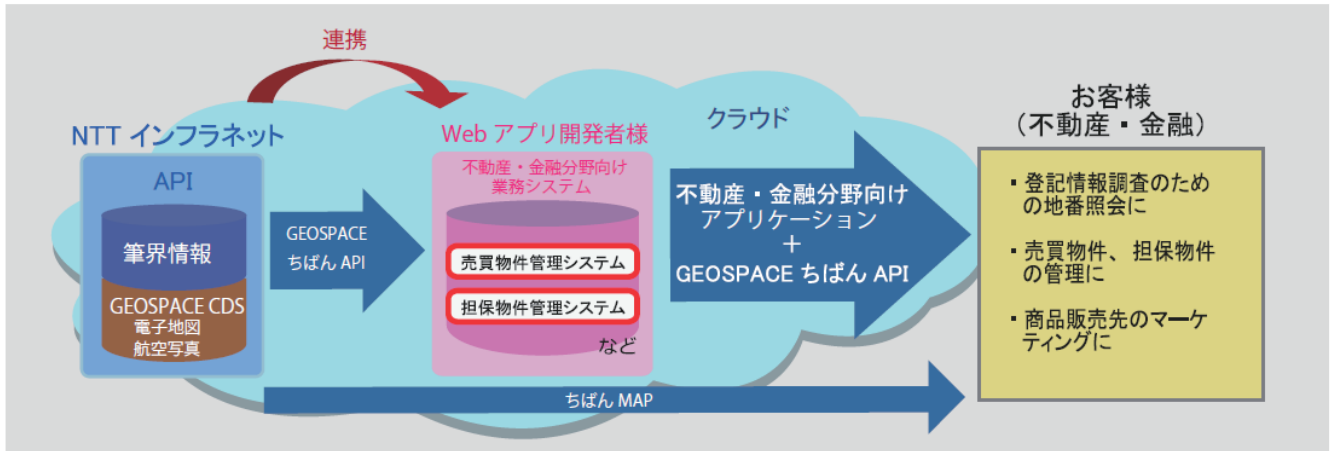 連携
NTT インフラネット
API
筆界情報
GEOSPACE CDS
電子地図
航空写真
GEOSPACE
ちばん API
Web アプリ開発者様
不動産・金融分野向け
業務システム
売買物件管理システム
担保物件管理システム
など
クラウド
不動産・金融分野向け
アプリケーション
+
GEOSPACE ちばん API
ちばん MAP
お客様
（不動産・金融）
・登記情報調査のため
の地番照会に
・売買物件、担保物件
の管理に
・商品販売先のマーケ
ティングに